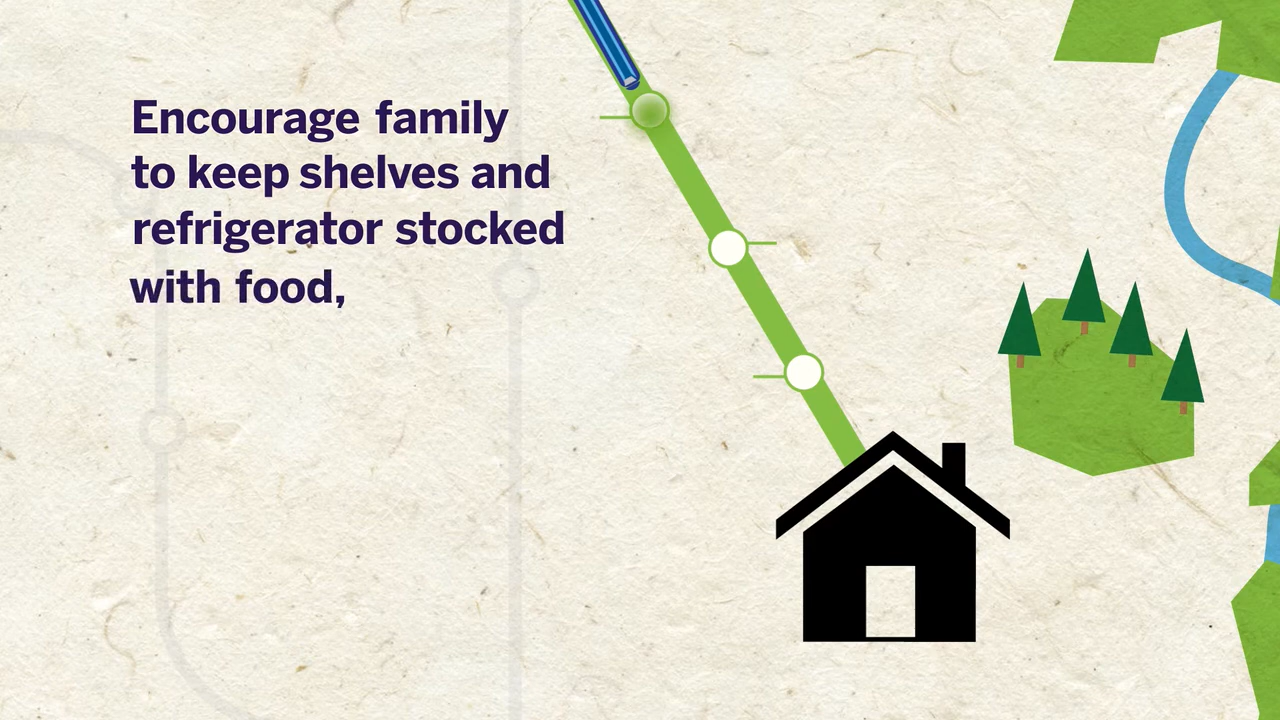 Encourage family
to keep shelves and
refrigerator stocked
with food,